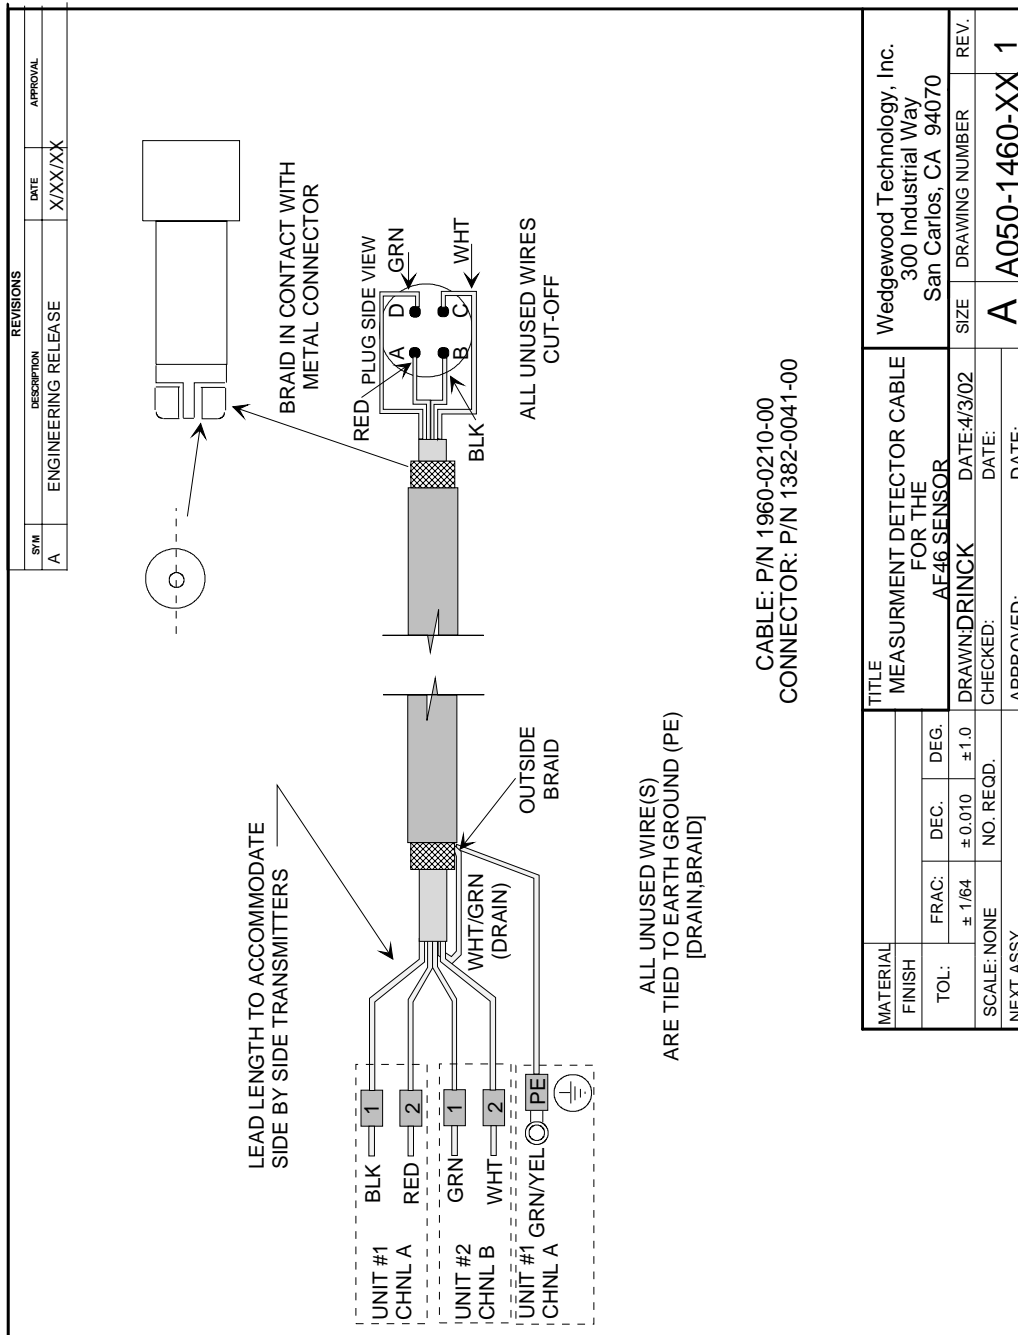 REVISIONS
SYM DESCRIPTION DATE APPROVAL
A ENGINEERING RELEASE X/XX/XX
BRAID IN CONTACT WITH
METAL CONNECTOR
PLUG SIDE VIEW
RED
GRN
A D
B C
BLK
WHT
ALL UNUSED WIRES
CUT-OFF
LEAD LENGTH TO ACCOMMODATE
SIDE BY SIDE TRANSMITTERS
OUTSIDE
BRAID
WHT/GRN
(DRAIN)
UNIT #1
CHNL A
BLK 1
RED 2
UNIT #2
CHNL B
GRN 1
WHT 2
UNIT #1
CHNL A
GRN/YEL PE
ALL UNUSED WIRE(S)
ARE TIED TO EARTH GROUND (PE)
[DRAIN,BRAID]
CABLE: P/N 1960-0210-00
CONNECTOR: P/N 1382-0041-00
MATERIAL
FINISH
TOL:
FRAC: DEC. DEG.
± 1/64 ± 0.010 ±1.0
SCALE: NONE NO. REQD.
NEXT ASSY
TITLE
MEASURMENT DETECTOR CABLE
FOR THE
AF46 SENSOR
DRAWN:DRINCK DATE:4/3/02
CHECKED: DATE:
APPROVED: DATE:
Wedgewood Technology, Inc.
300 Industrial Way
San Carlos, CA 94070
SIZE DRAWING NUMBER REV.
A A050-1460-XX 1